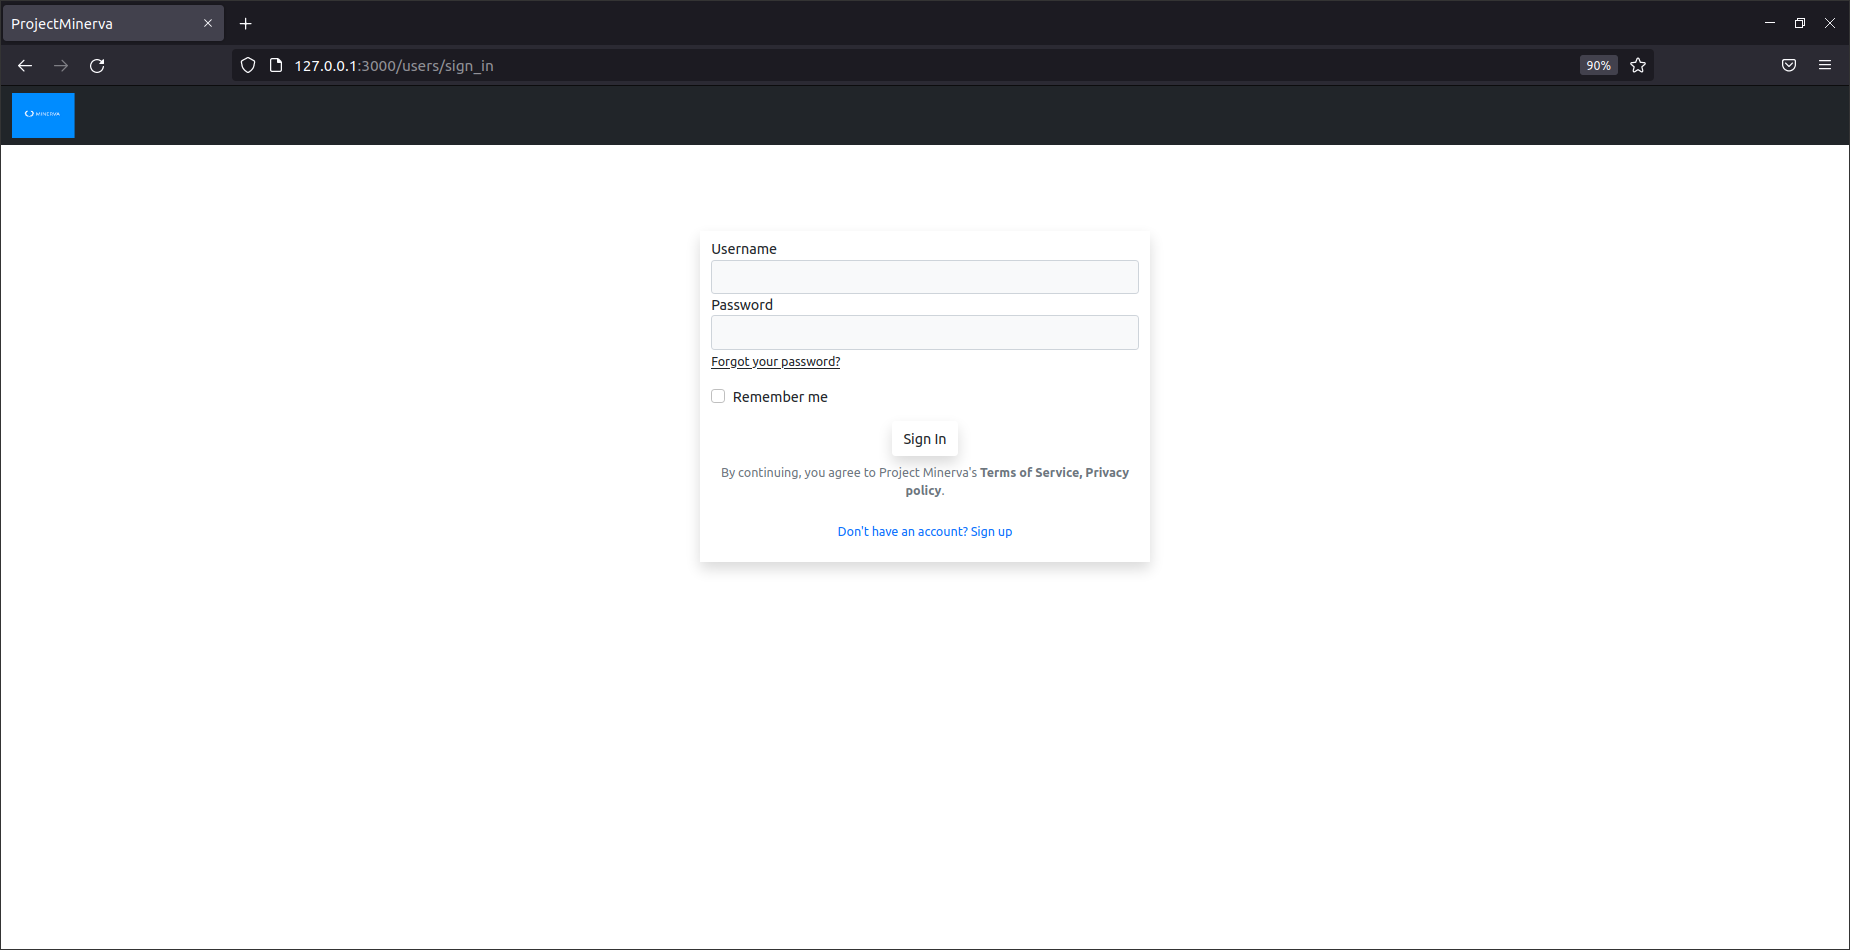 ProjectMinerva
127.0.0.1:3000/users/sign_in
90%
MINERVA
Username
Password
Forgot your password?
Remember me
Sign In
By continuing, you agree to Project Minerva's Terms of Service, Privacy
policy.
Don't have an account? Sign up